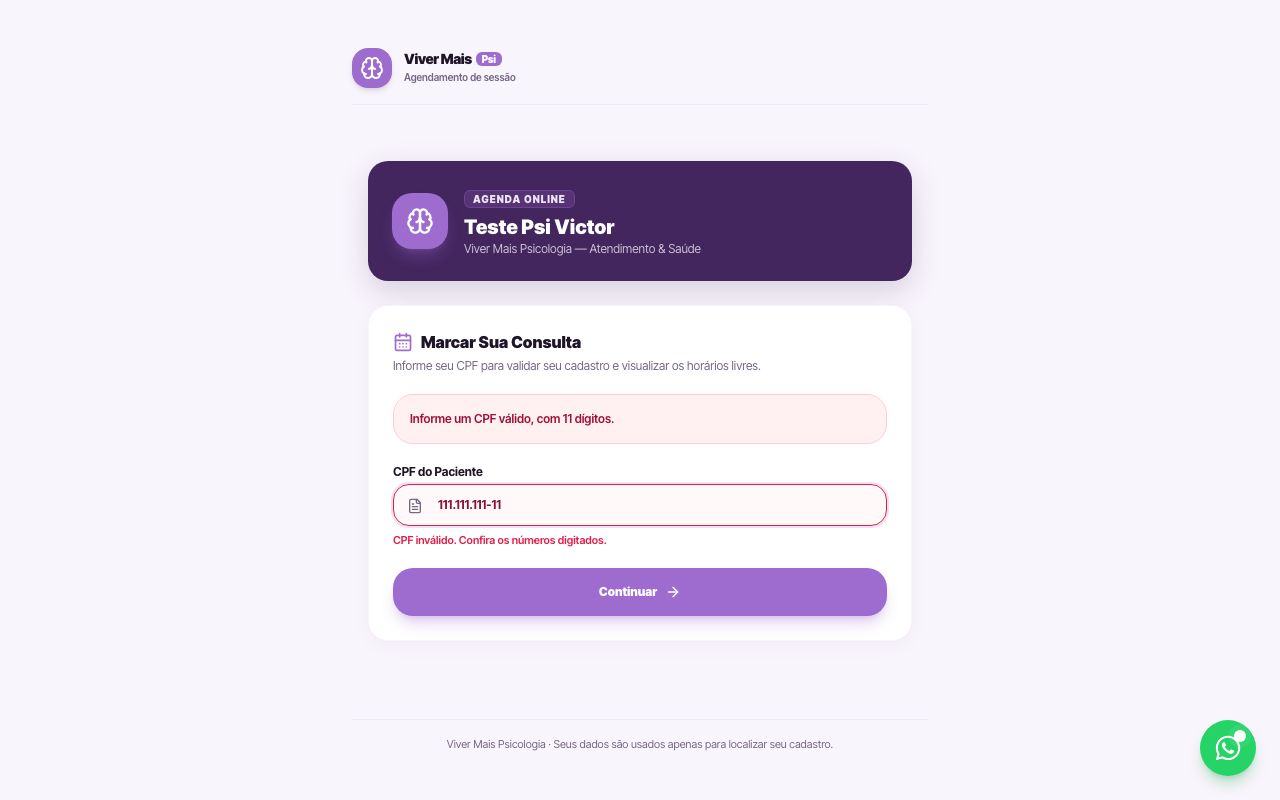 Viver Mais Psi
Agendamento de sessão
AGENDA ONLINE
Teste Psi Victor
Viver Mais Psicologia — Atendimento & Saúde
Marcar Sua Consulta
Informe seu CPF para validar seu cadastro e visualizar os horários livres.
Informe um CPF válido, com 11 dígitos.
CPF do Paciente
111.111.111-11
CPF inválido. Confira os números digitados.
Continuar
Viver Mais Psicologia · Seus dados são usados apenas para localizar seu cadastro.